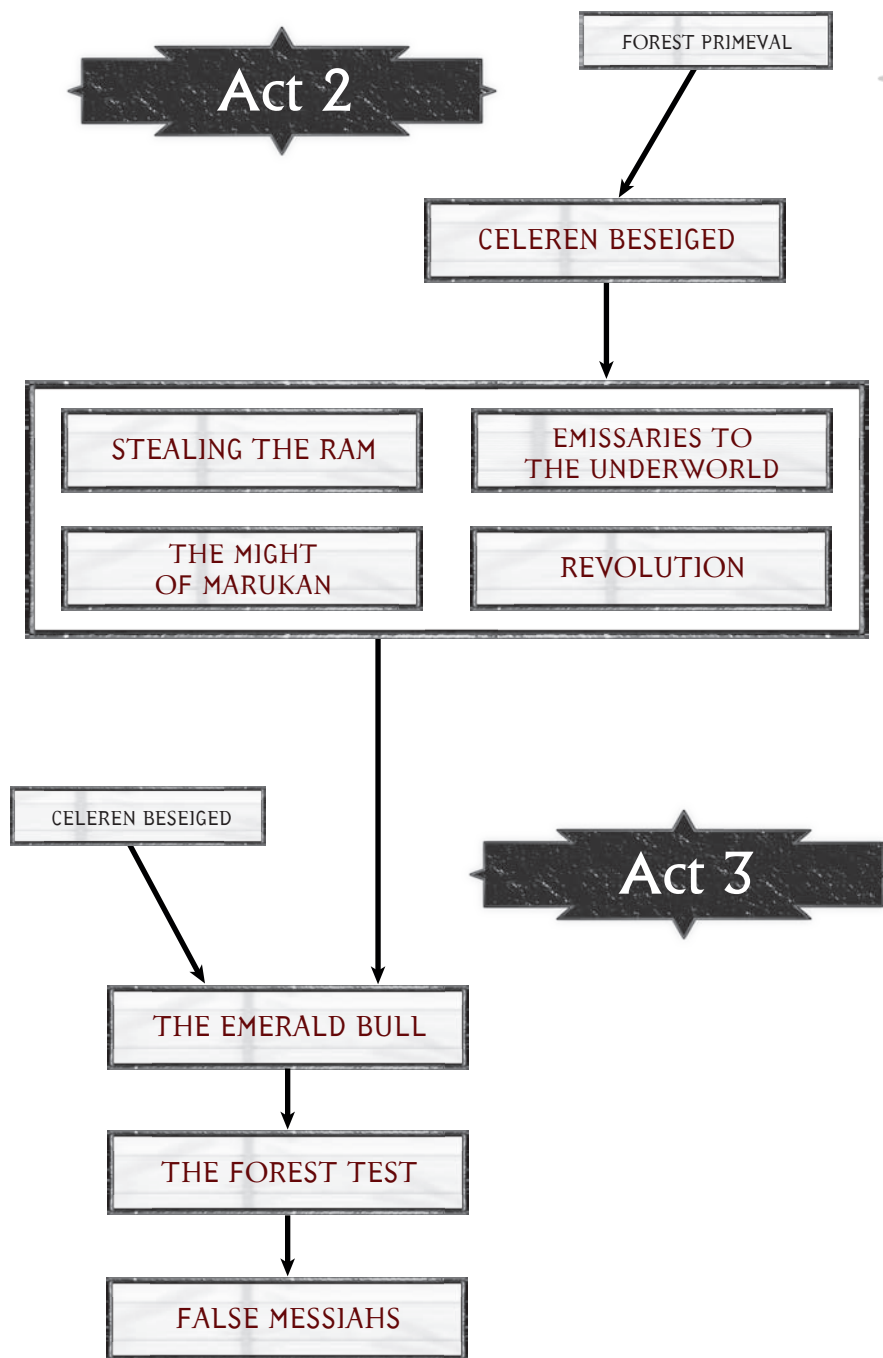 Act 2
FOREST PRIMEVAL
CELEREN BESEIGED
STEALING THE RAM
EMISSARIES TO
THE UNDERWORLD
THE MIGHT
OF MARUKAN
REVOLUTION
CELEREN BESEIGED
Act 3
THE EMERALD BULL
THE FOREST TEST
FALSE MESSIAHS